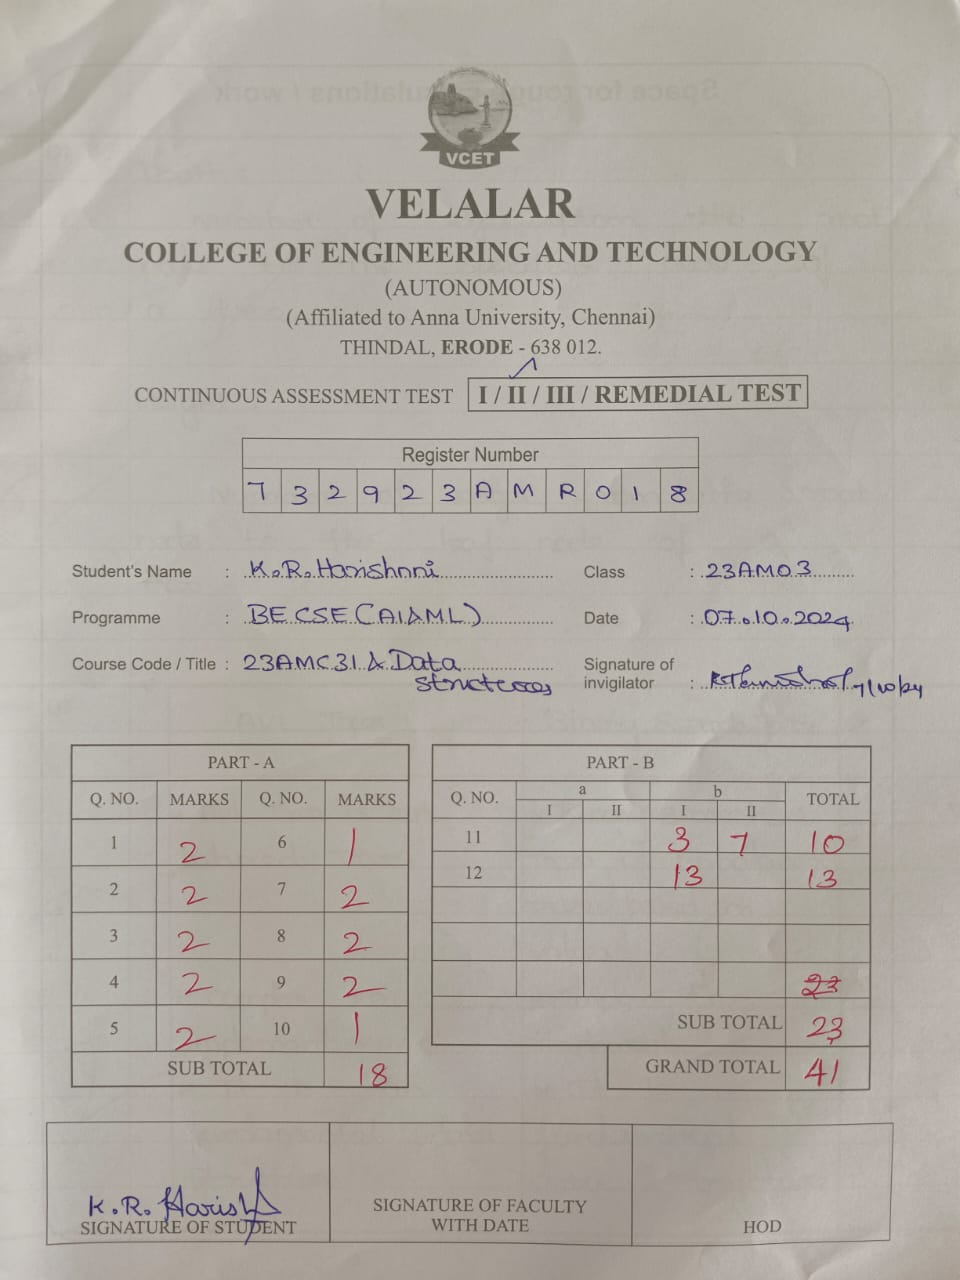 VCET
VELALAR
COLLEGE OF ENGINEERING AND TECHNOLOGY
(AUTONOMOUS)
(Affiliated to Anna University, Chennai)
THINDAL, ERODE - 638 012.
CONTINUOUS ASSESSMENT TEST I / II / III / REMEDIAL TEST
Register Number
7 3 2 9 2 3 A M R 0 1 8
Student's Name : K.R.Harishnni Class : 23AM03
Programme : BE CSE (AI&ML) Date : 07.10.2024
Course Code / Title : 23AMC31 & Data Signature of
structures invigilator : 7/10/24
PART - A PART - B
Q. NO. MARKS Q. NO. MARKS Q. NO. a b TOTAL
I II I II
1 2 6 1 11 3 7 10
2 2 7 2 12 13 13
3 2 8 2
4 2 9 2 23
5 2 10 1 SUB TOTAL 23
SUB TOTAL 18 GRAND TOTAL 41
K.R. Harish
SIGNATURE OF STUDENT SIGNATURE OF FACULTY WITH DATE HOD